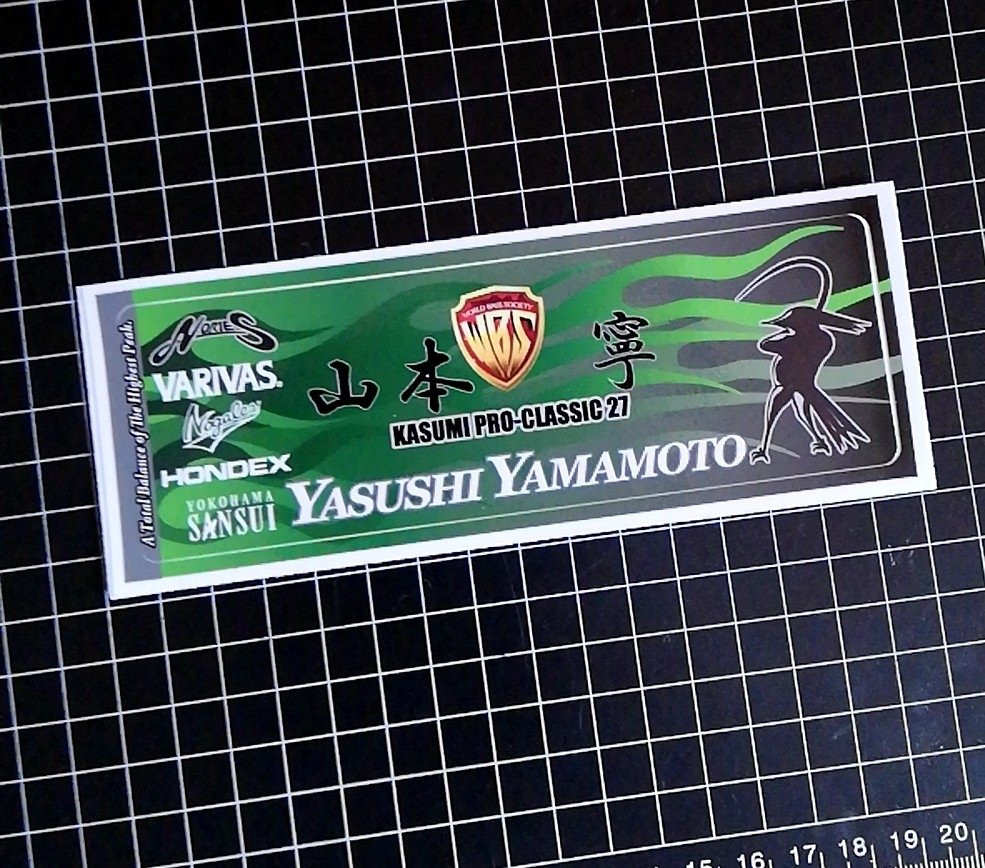 A Total Balance of The Highest Peak.
NORIES
VARIVAS.
Nogales
HONDEX
YOKOHAMA
SANSUI
WORLD BASS SOCIETY
WBS
山本 寧
KASUMI PRO-CLASSIC 27
YASUSHI YAMAMOTO
15 16 17 18 19 20